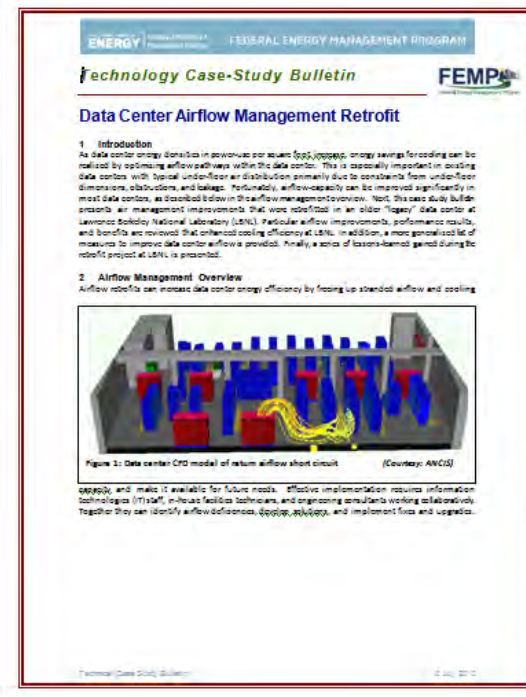 ENERGY
FEDERAL ENERGY MANAGEMENT PROGRAM
Technology Case-Study Bulletin
FEMP
Data Center Airflow Management Retrofit
1 Introduction
As data center energy densities in power-use per square foot increase, energy savings for cooling can be
realized by optimizing airflow pathways within the data center. This is especially important in existing
data centers with typical under-floor air distribution primarily due to constraints from under-floor
dimensions, obstructions, and leakage. Fortunately, airflow-capacity can be improved significantly in
most data centers, as described below in the airflow management overview. Next, this case study bulletin
presents air management improvements that were retrofitted in an older "legacy" data center at
Lawrence Berkeley National Laboratory (LBNL). Particular airflow improvements, performance results,
and benefits are reviewed that enhanced cooling efficiency at LBNL. In addition, a more generalized list of
measures to improve data center airflow is provided. Finally, a series of lessons-learned gained during the
retrofit project at LBNL is presented.
2 Airflow Management Overview
Airflow retrofits can increase data center energy efficiency by freeing up stranded airflow and cooling
Figure 1: Data center CFD model of return airflow short circuit (Courtesy: ANCIS)
capacity, and make it available for future needs. Effective implementation requires information
technologies (IT) staff, in-house facilities technicians, and engineering consultants working collaboratively.
Together they can identify airflow deficiencies, develop solutions, and implement fixes and upgrades.
Technical Case Study Bulletin